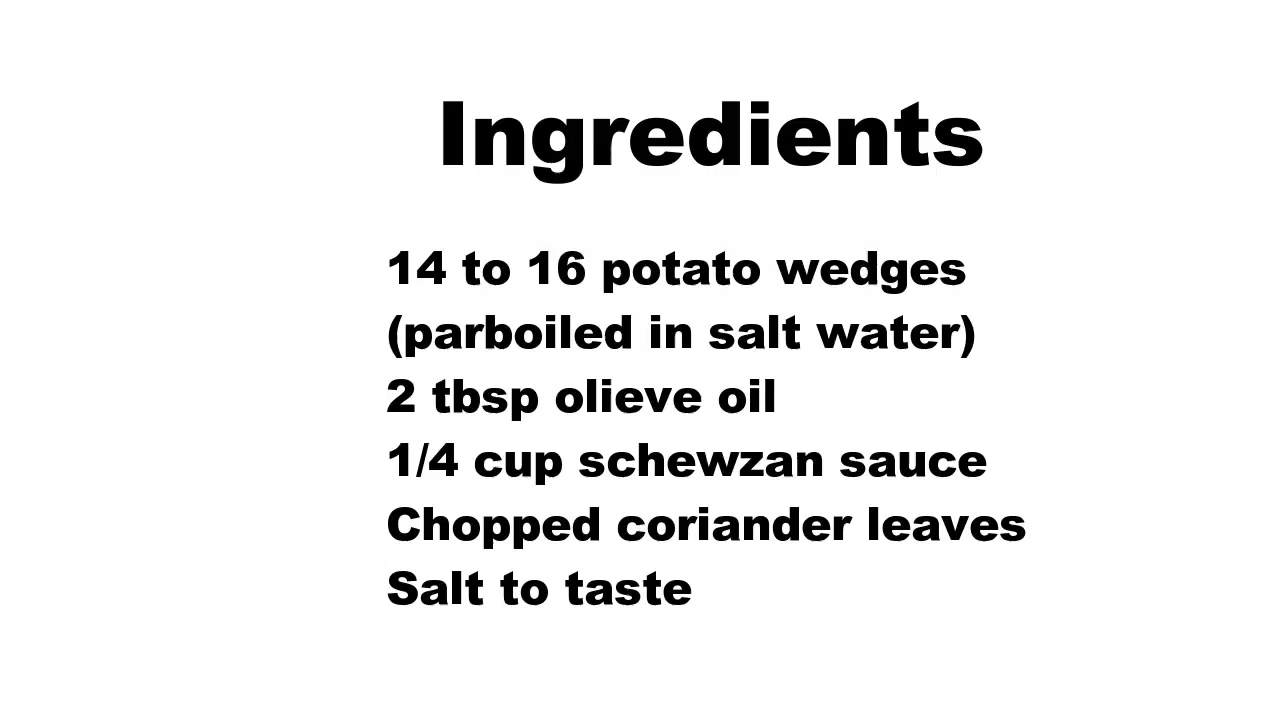 Ingredients
14 to 16 potato wedges
(parboiled in salt water)
2 tbsp olieve oil
1/4 cup schewzan sauce
Chopped coriander leaves
Salt to taste